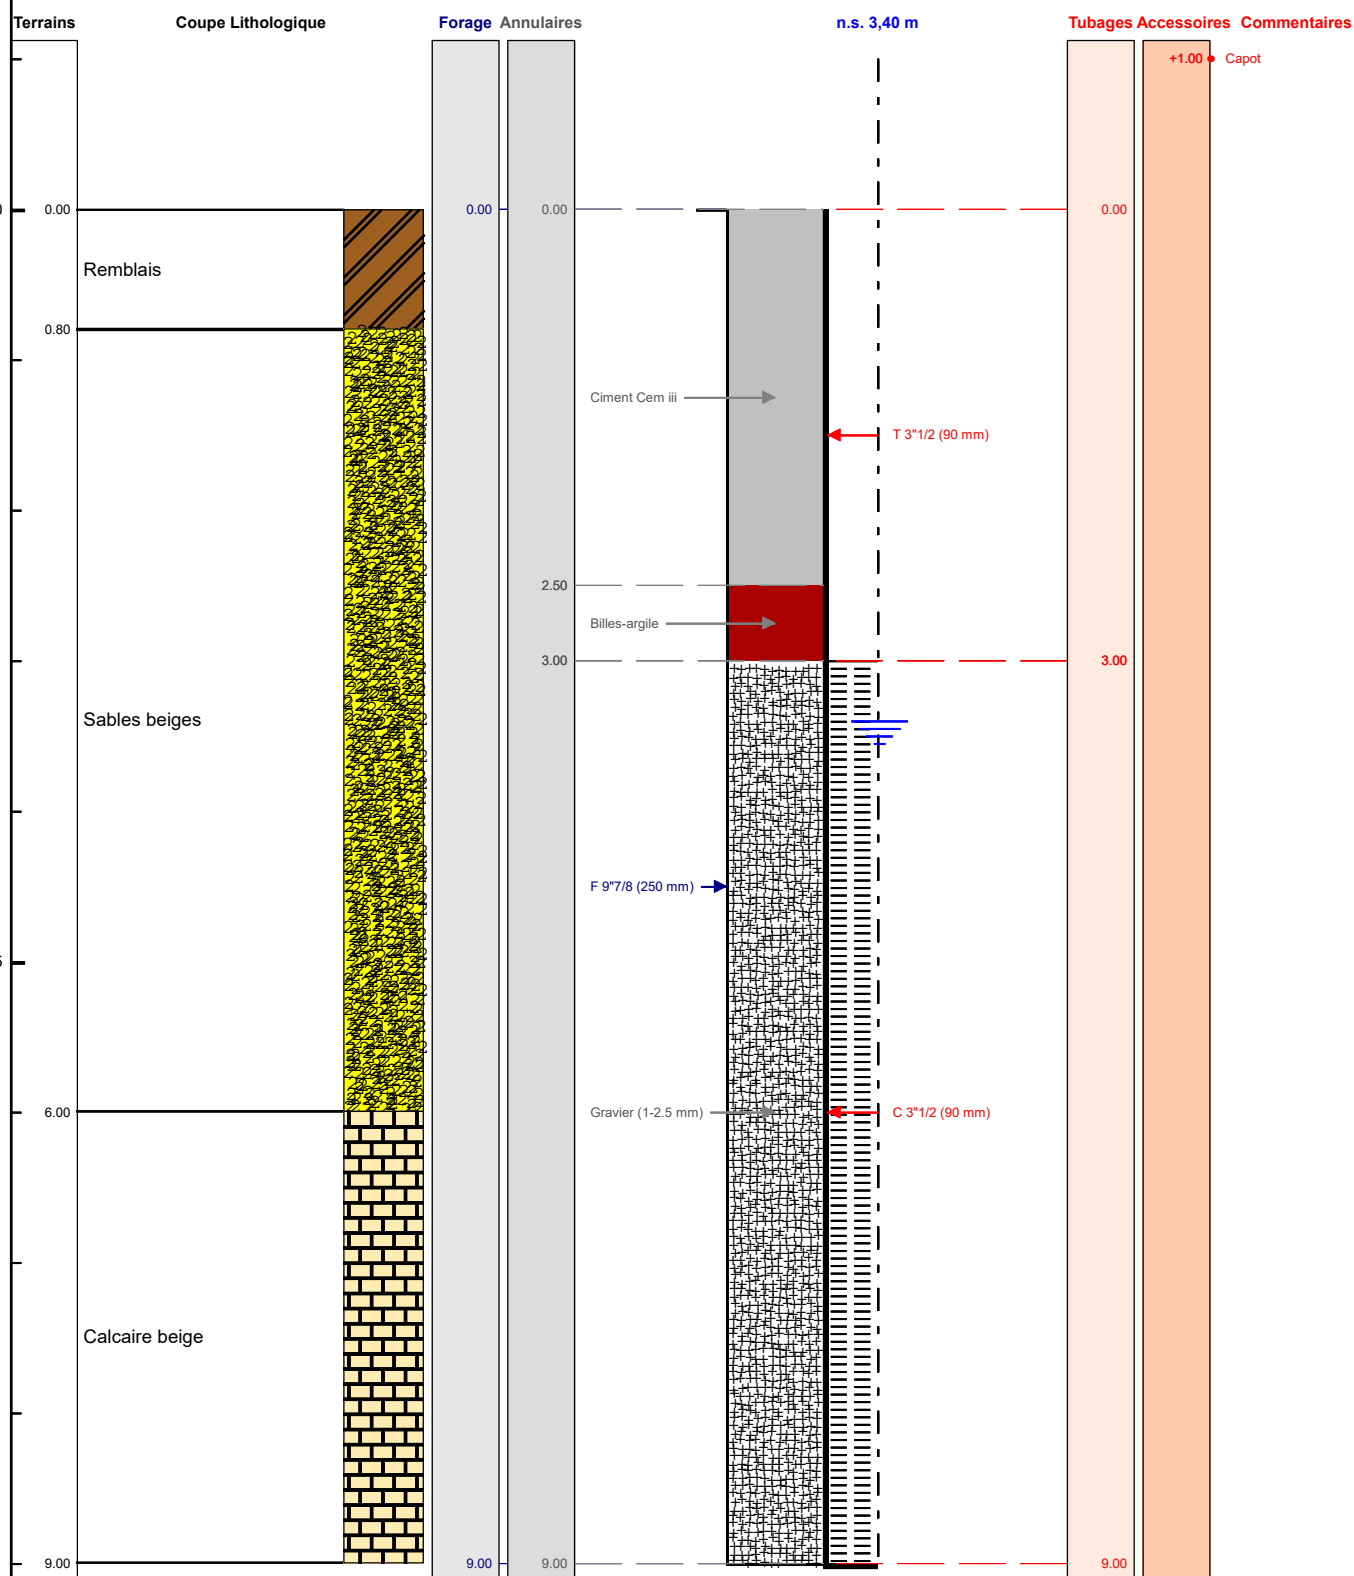 Terrains Coupe Lithologique Forage Annulaires n.s. 3,40 m Tubages Accessoires Commentaires
+1.00 Capot
0.00 0.00 0.00 0.00
Remblais
0.80
Ciment Cem iii
T 3"1/2 (90 mm)
2.50
Billes-argile
3.00 3.00
Sables beiges
F 9"7/8 (250 mm)
6.00 Gravier (1-2.5 mm) C 3"1/2 (90 mm)
Calcaire beige
9.00 9.00 9.00 9.00